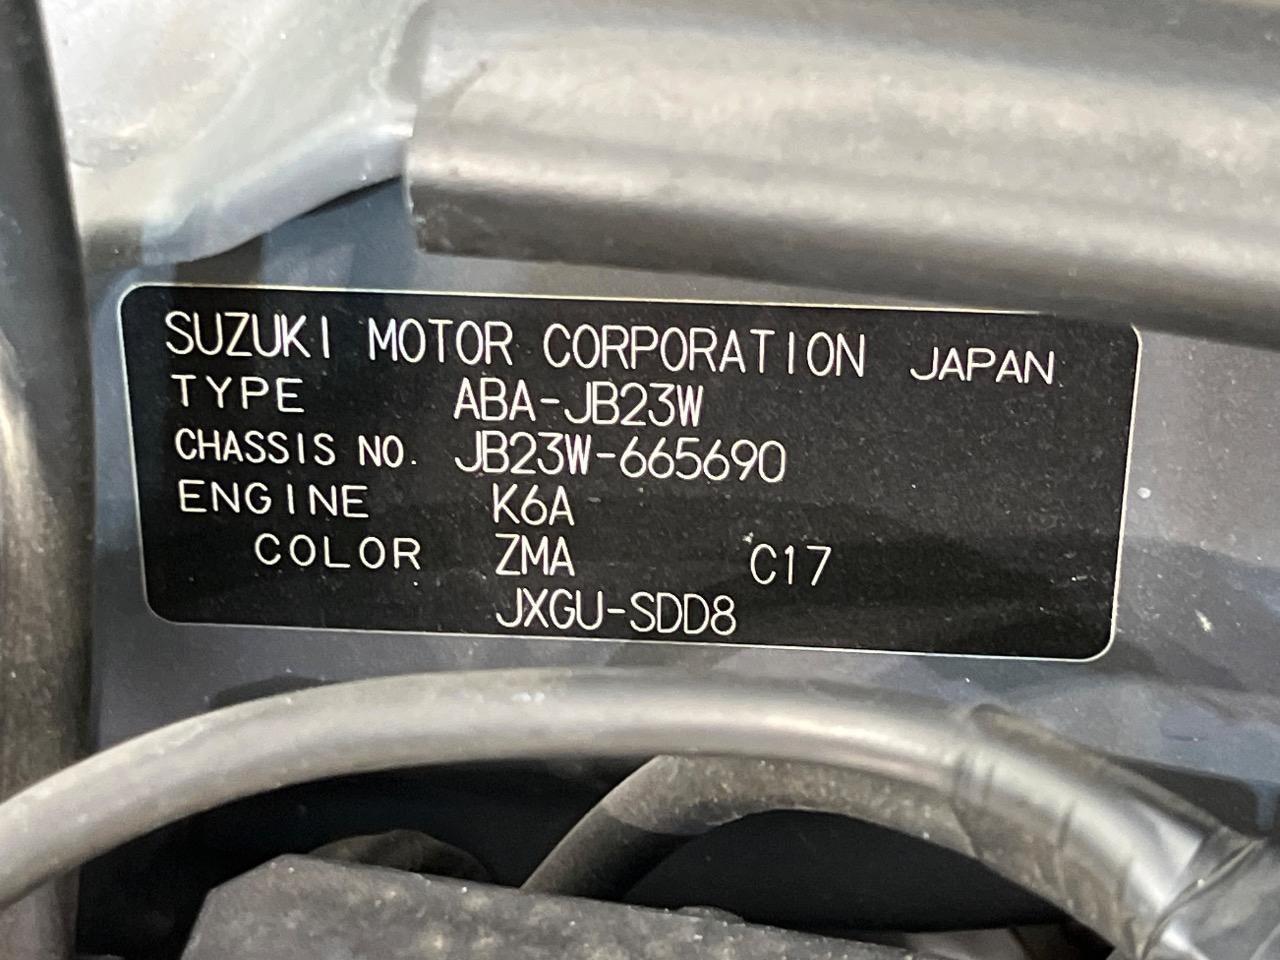 SUZUKI MOTOR CORPORATION JAPAN
TYPE ABA-JB23W
CHASSIS NO. JB23W-665690
ENGINE K6A
COLOR ZMA C17
JXGU-SDD8